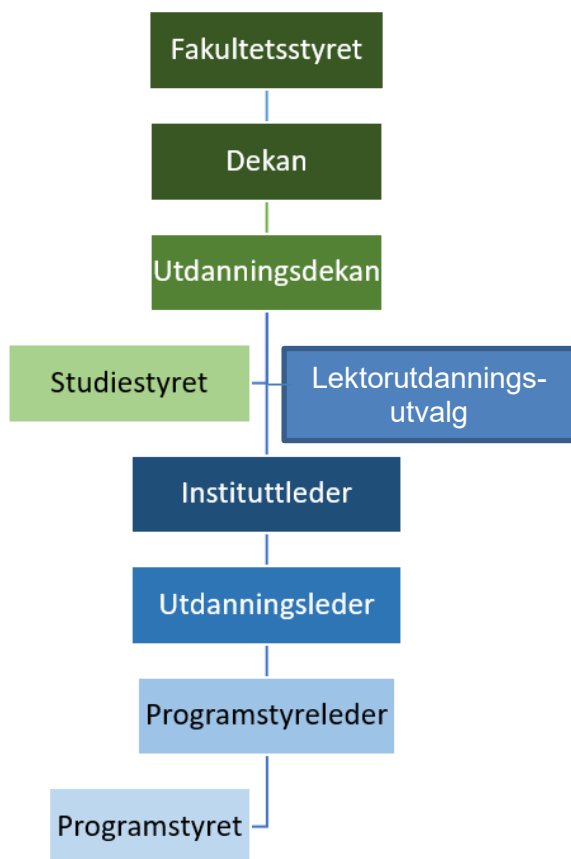 Fakultetsstyret
Dekan
Utdanningsdekan
Studiestyret
Lektorutdannings-
utvalg
Instituttleder
Utdanningsleder
Programstyreleder
Programstyret